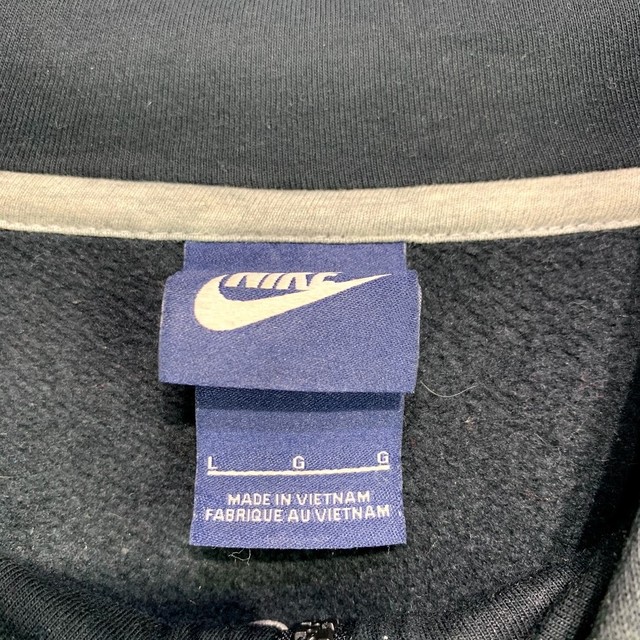 NIKE
L G G
MADE IN VIETNAM
FABRIQUE AU VIETNAM